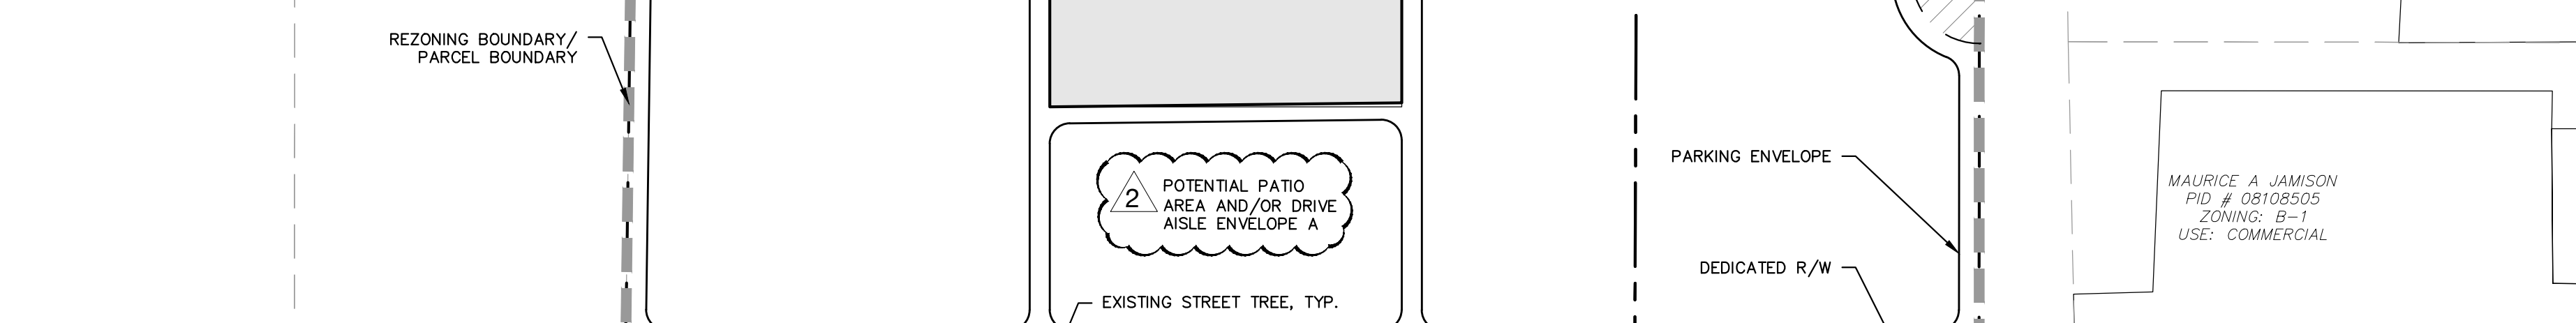 REZONING BOUNDARY/
PARCEL BOUNDARY
2
POTENTIAL PATIO
AREA AND/OR DRIVE
AISLE ENVELOPE A
EXISTING STREET TREE, TYP.
PARKING ENVELOPE
DEDICATED R/W
MAURICE A JAMISON
PID # 08108505
ZONING: B-1
USE: COMMERCIAL